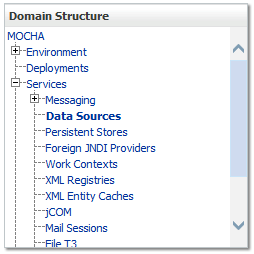 Domain Structure
MOCHA
Environment
Deployments
Services
Messaging
Data Sources
Persistent Stores
Foreign JNDI Providers
Work Contexts
XML Registries
XML Entity Caches
jCOM
Mail Sessions
File T3